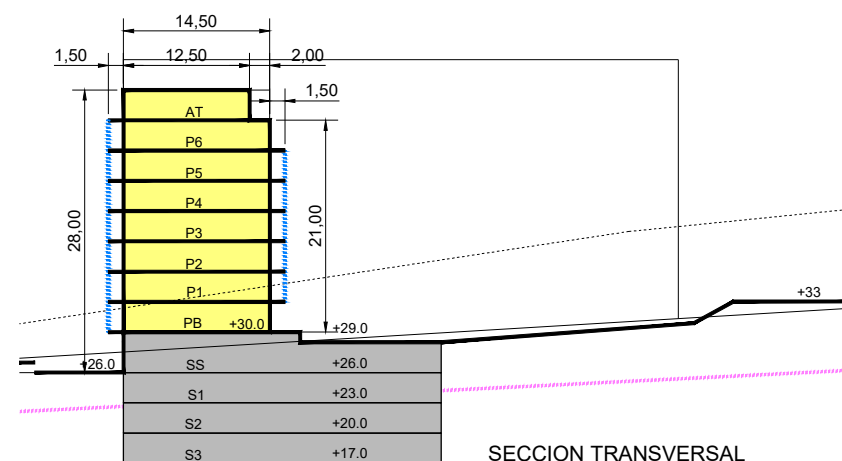 14,50
1,50 12,50 2,00
1,50
AT
P6
P5
P4
28,00 21,00
P3
P2
P1
+33
PB +30.0 +29.0
+26.0 SS +26.0
S1 +23.0
S2 +20.0
S3 +17.0
SECCION TRANSVERSAL